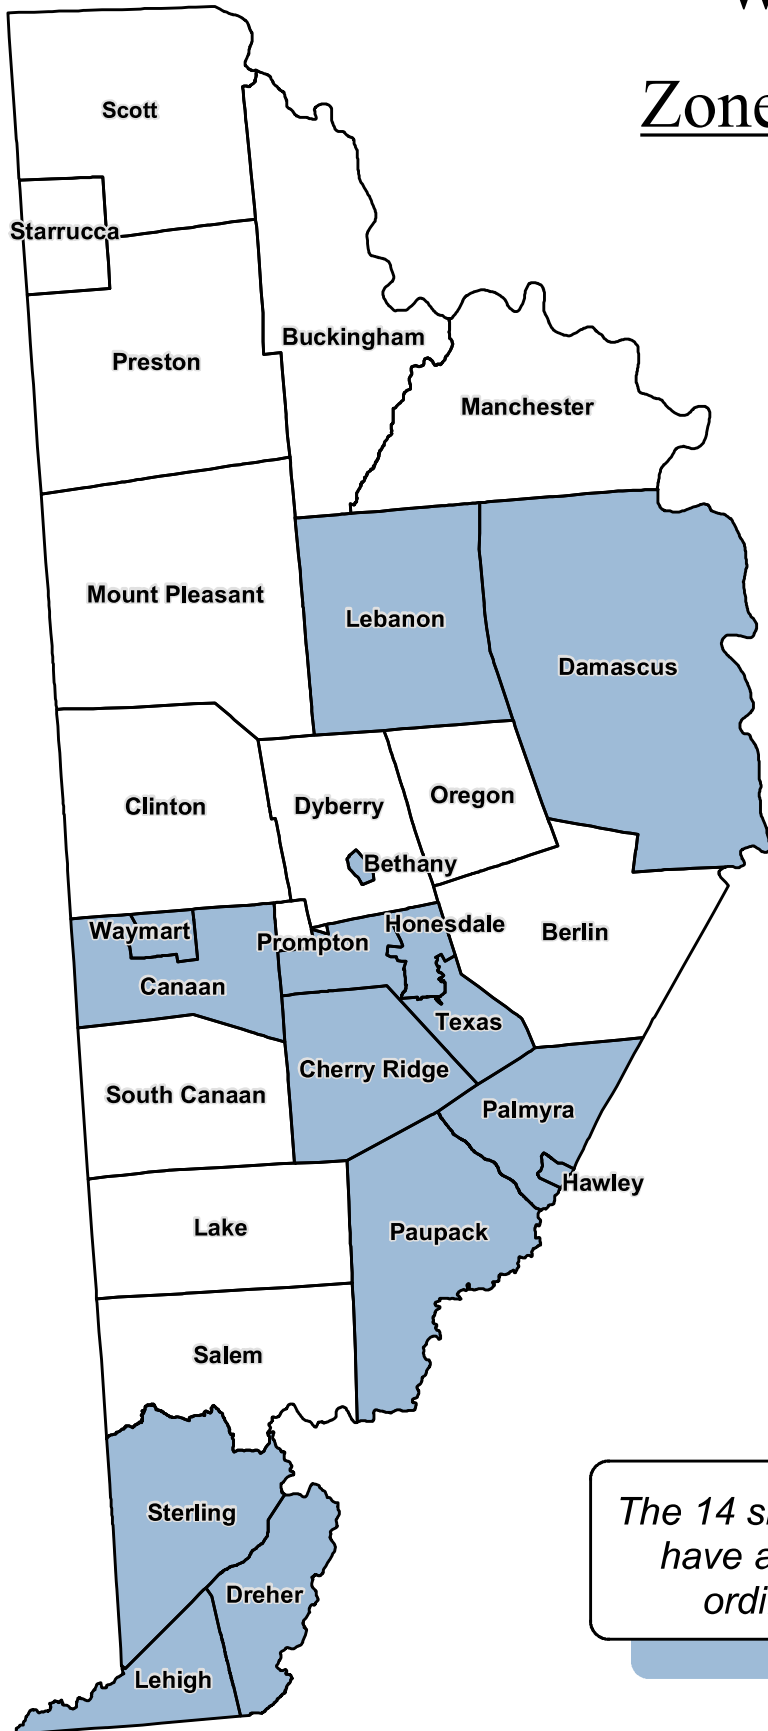 Zone
Scott
Starrucca
Buckingham
Preston
Manchester
Mount Pleasant
Lebanon
Damascus
Oregon
Clinton
Dyberry
Bethany
Honesdale
Waymart
Berlin
Prompton
Canaan
Texas
Cherry Ridge
South Canaan
Palmyra
Hawley
Lake
Paupack
Salem
Sterling
The 14 s
have a
ordi
Dreher
Lehigh